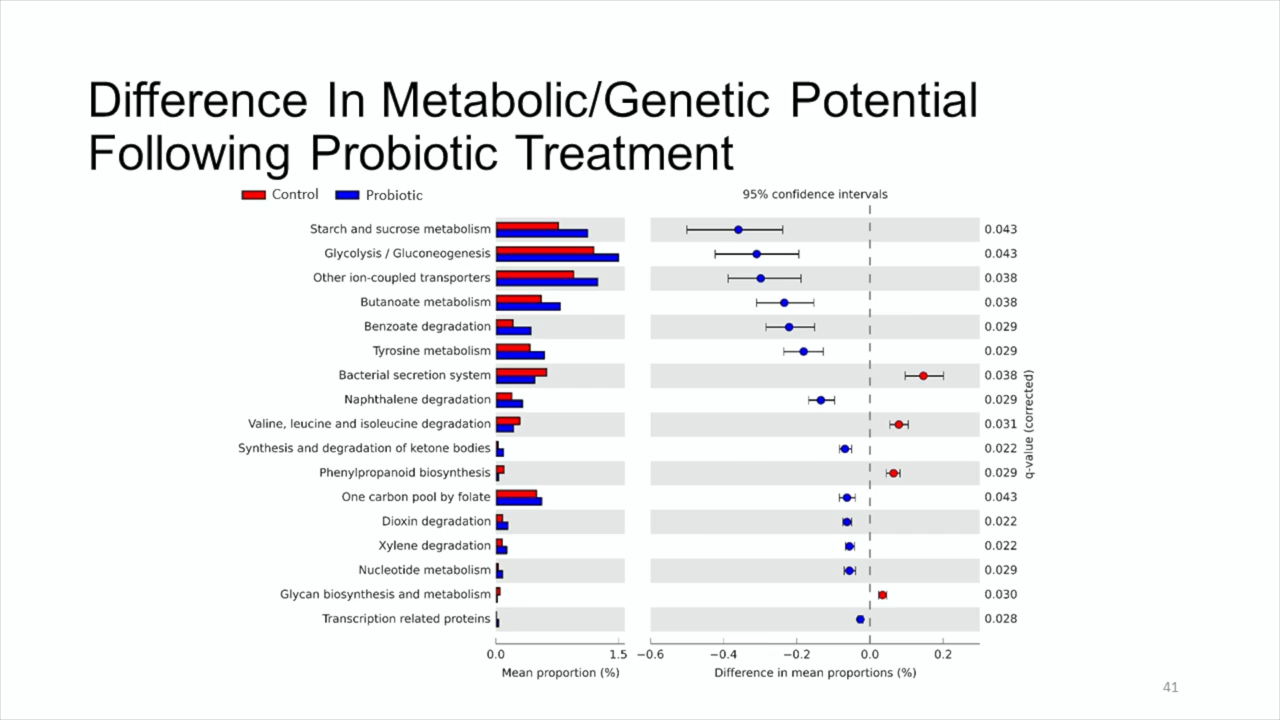 Difference In Metabolic/Genetic Potential
Following Probiotic Treatment
Control
Probiotic
95% confidence intervals
Starch and sucrose metabolism
0.043
Glycolysis / Gluconeogenesis
0.043
Other ion-coupled transporters
0.038
Butanoate metabolism
0.038
Benzoate degradation
0.029
Tyrosine metabolism
0.029
Bacterial secretion system
0.038
Naphthalene degradation
0.029
Valine, leucine and isoleucine degradation
0.031
Synthesis and degradation of ketone bodies
0.022
Phenylpropanoid biosynthesis
0.029
One carbon pool by folate
0.043
Dioxin degradation
0.022
Xylene degradation
0.022
Nucleotide metabolism
0.029
Glycan biosynthesis and metabolism
0.030
Transcription related proteins
0.028
q-value (corrected)
0.0 1.5
−0.6 −0.4 −0.2 0.0 0.2
Mean proportion (%)
Difference in mean proportions (%)
41